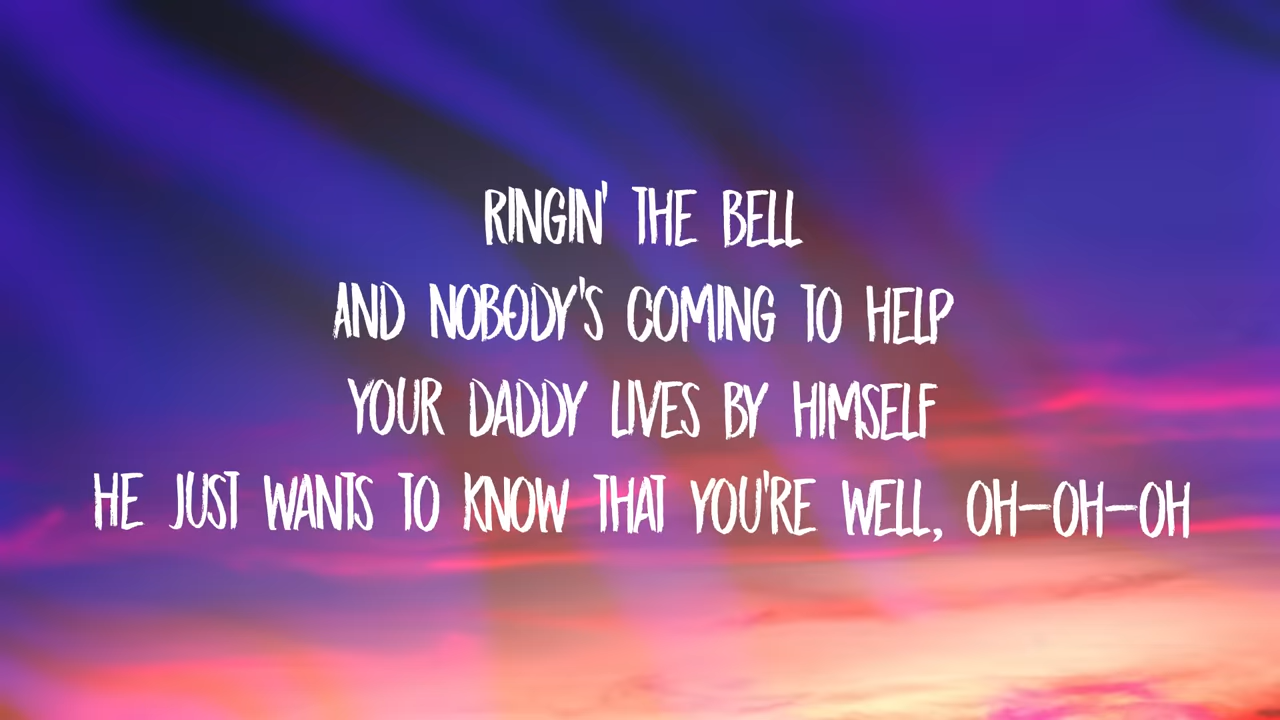 RINGIN' THE BELL
AND NOBODY'S COMING TO HELP
YOUR DADDY LIVES BY HIMSELF
HE JUST WANTS TO KNOW THAT YOU'RE WELL, OH-OH-OH